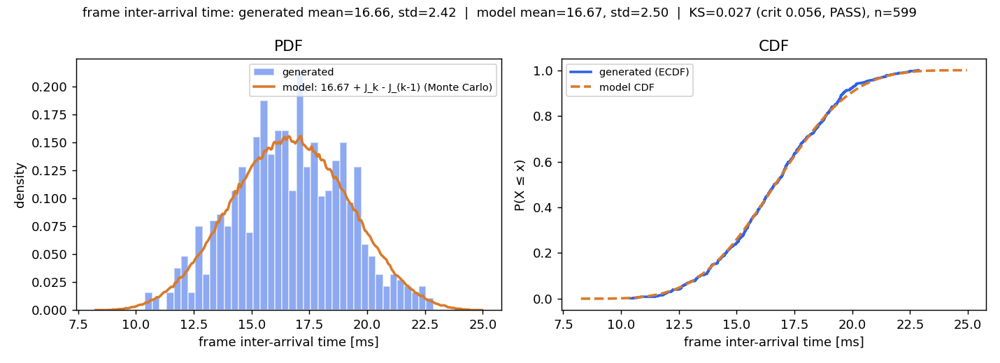 frame inter-arrival time: generated mean=16.66, std=2.42 | model mean=16.67, std=2.50 | KS=0.027 (crit 0.056, PASS), n=599
PDF
generated
model: 16.67 + J_k - J_(k-1) (Monte Carlo)
density
0.200
0.175
0.150
0.125
0.100
0.075
0.050
0.025
0.000
7.5 10.0 12.5 15.0 17.5 20.0 22.5 25.0
frame inter-arrival time [ms]
CDF
generated (ECDF)
model CDF
P(X ≤ x)
1.0
0.8
0.6
0.4
0.2
0.0
7.5 10.0 12.5 15.0 17.5 20.0 22.5 25.0
frame inter-arrival time [ms]